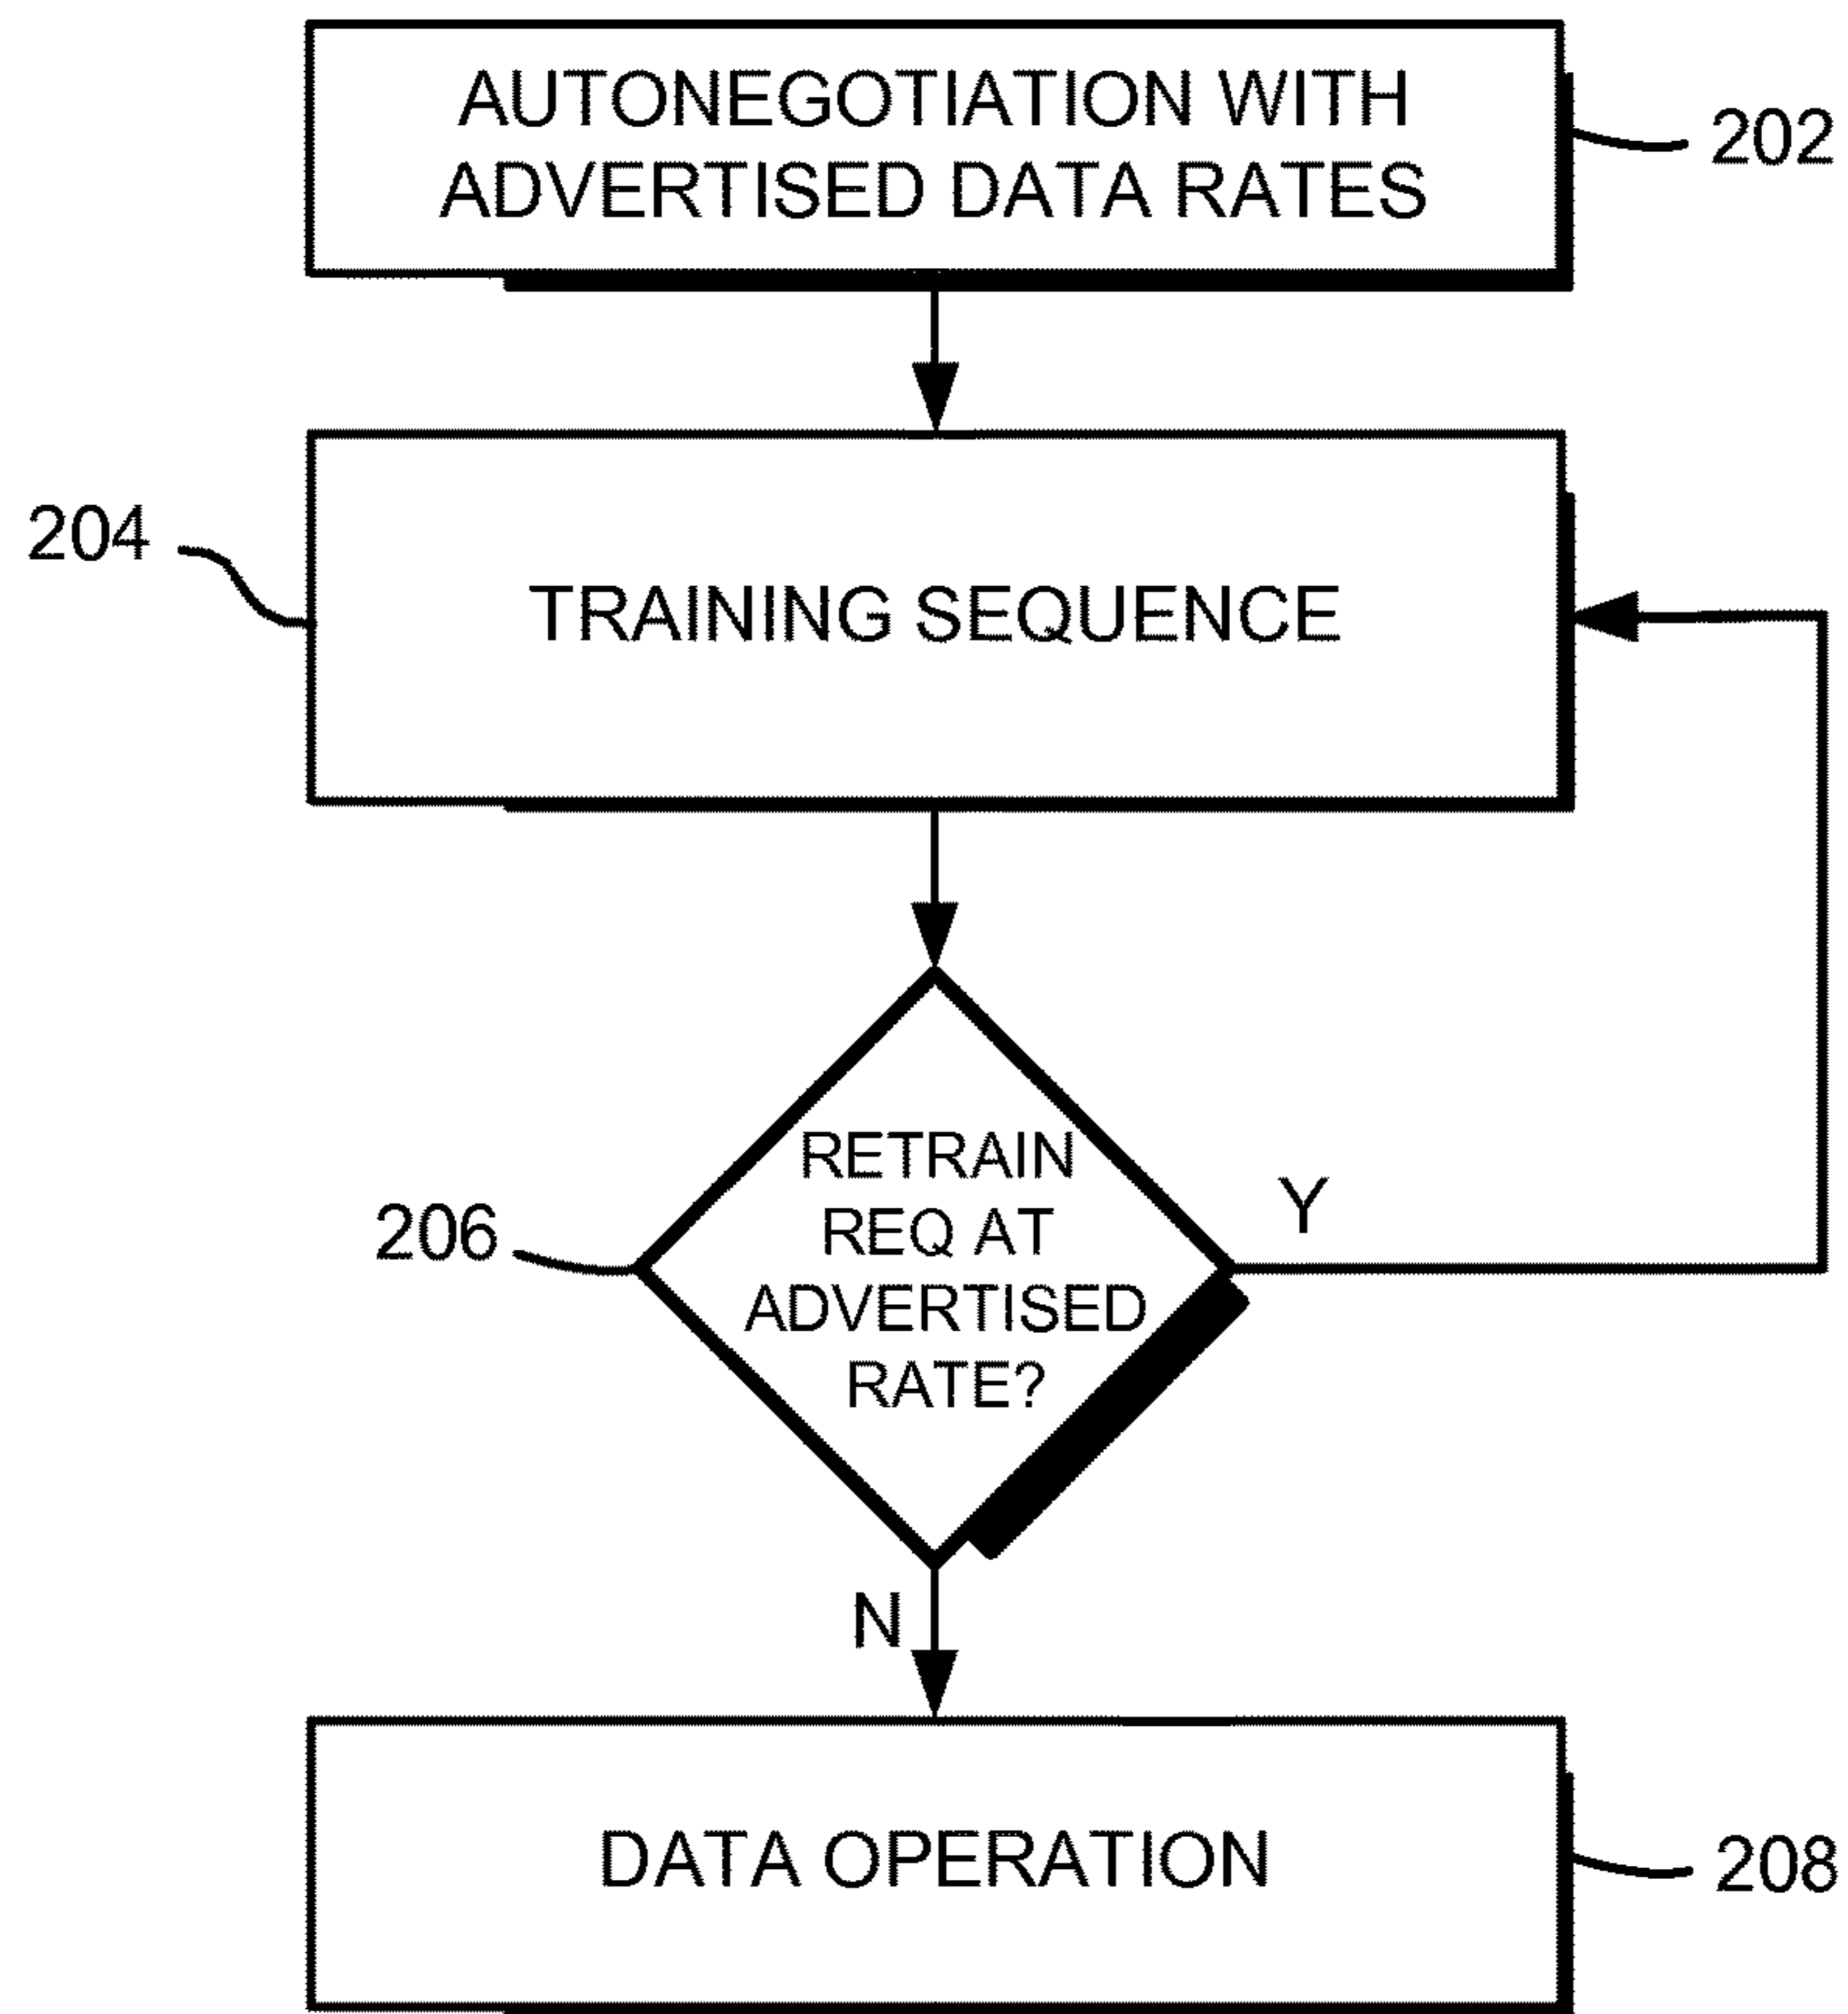 AUTONEGOTIATION WITH
ADVERTISED DATA RATES
202
204
TRAINING SEQUENCE
RETRAIN
REQ AT
ADVERTISED
RATE?
206
Y
N
DATA OPERATION
208